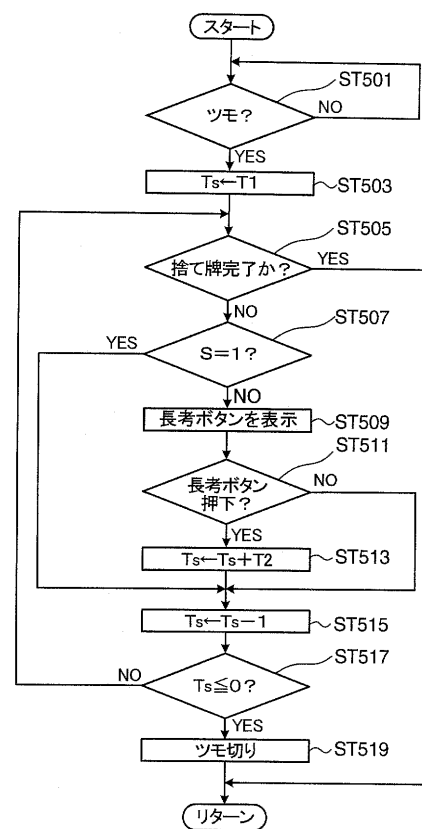 スタート
ST501
ツモ？
NO
YES
Ts←T1
ST503
ST505
捨て牌完了か？
YES
NO
ST507
YES
S＝1？
NO
長考ボタンを表示
ST509
ST511
長考ボタン
押下？
NO
YES
Ts←Ts＋T2
ST513
Ts←Ts－1
ST515
ST517
NO
Ts≦0？
YES
ツモ切り
ST519
リターン